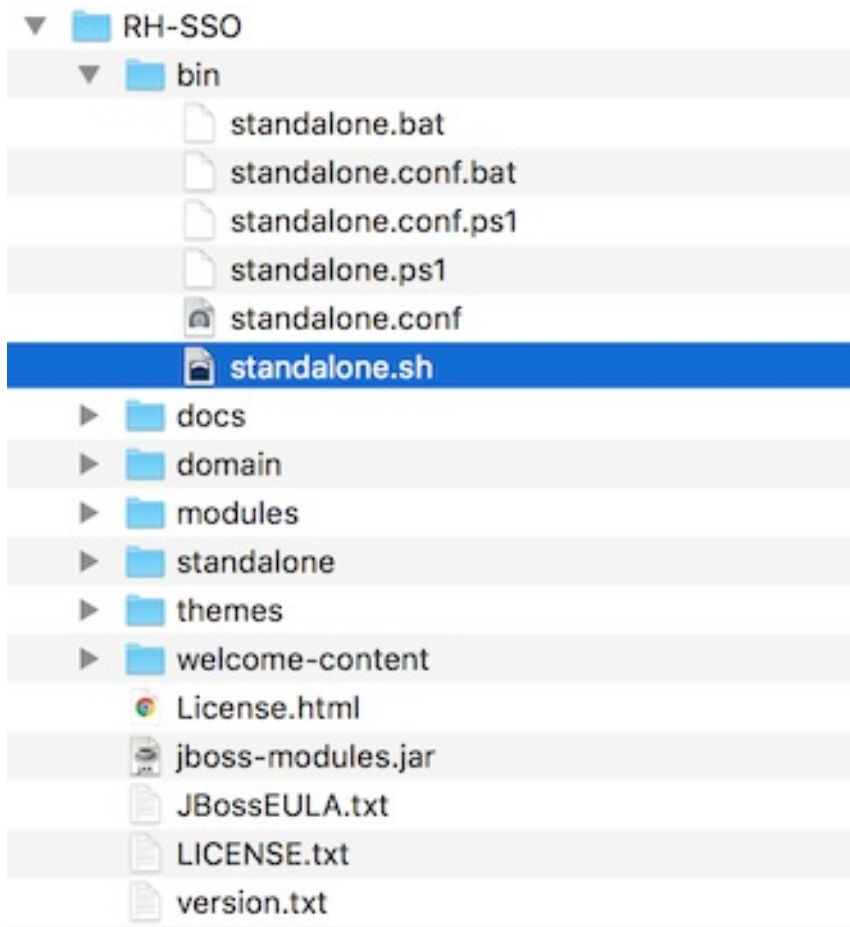 RH-SSO
bin
standalone.bat
standalone.conf.bat
standalone.conf.ps1
standalone.ps1
standalone.conf
standalone.sh
docs
domain
modules
standalone
themes
welcome-content
License.html
jboss-modules.jar
JBossEULA.txt
LICENSE.txt
version.txt